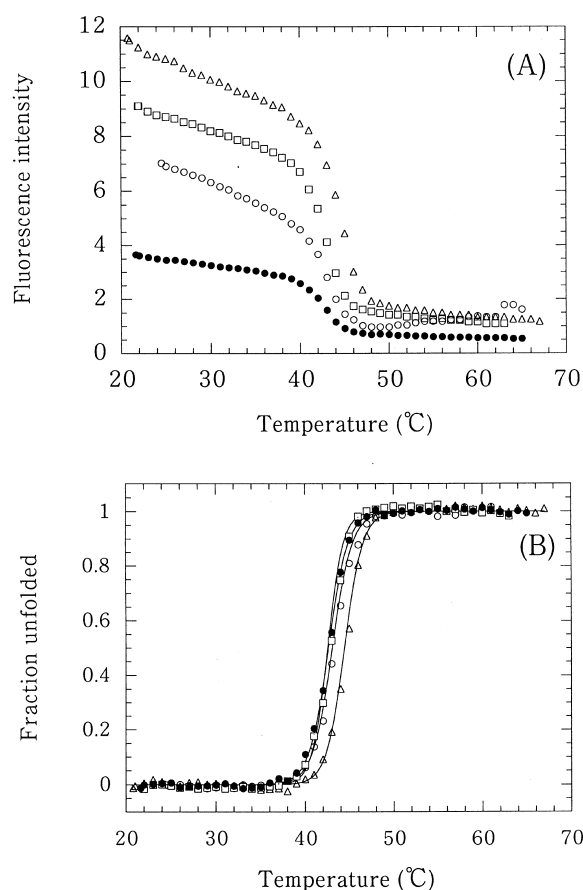 12
10
8
6
4
2
0
Fluorescence intensity
(A)
20 30 40 50 60 70
Temperature (℃)
1
0.8
0.6
0.4
0.2
0
Fraction unfolded
(B)
20 30 40 50 60 70
Temperature (℃)